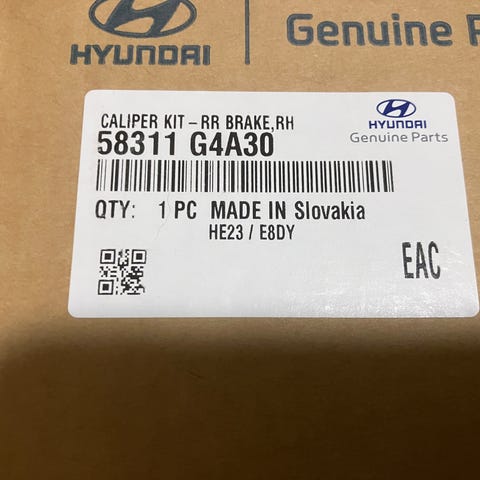 HYUNDAI
Genuine P
CALIPER KIT – RR BRAKE,RH
58311 G4A30
HYUNDAI
Genuine Parts
QTY: 1 PC MADE IN Slovakia
HE23 / E8DY
EAC